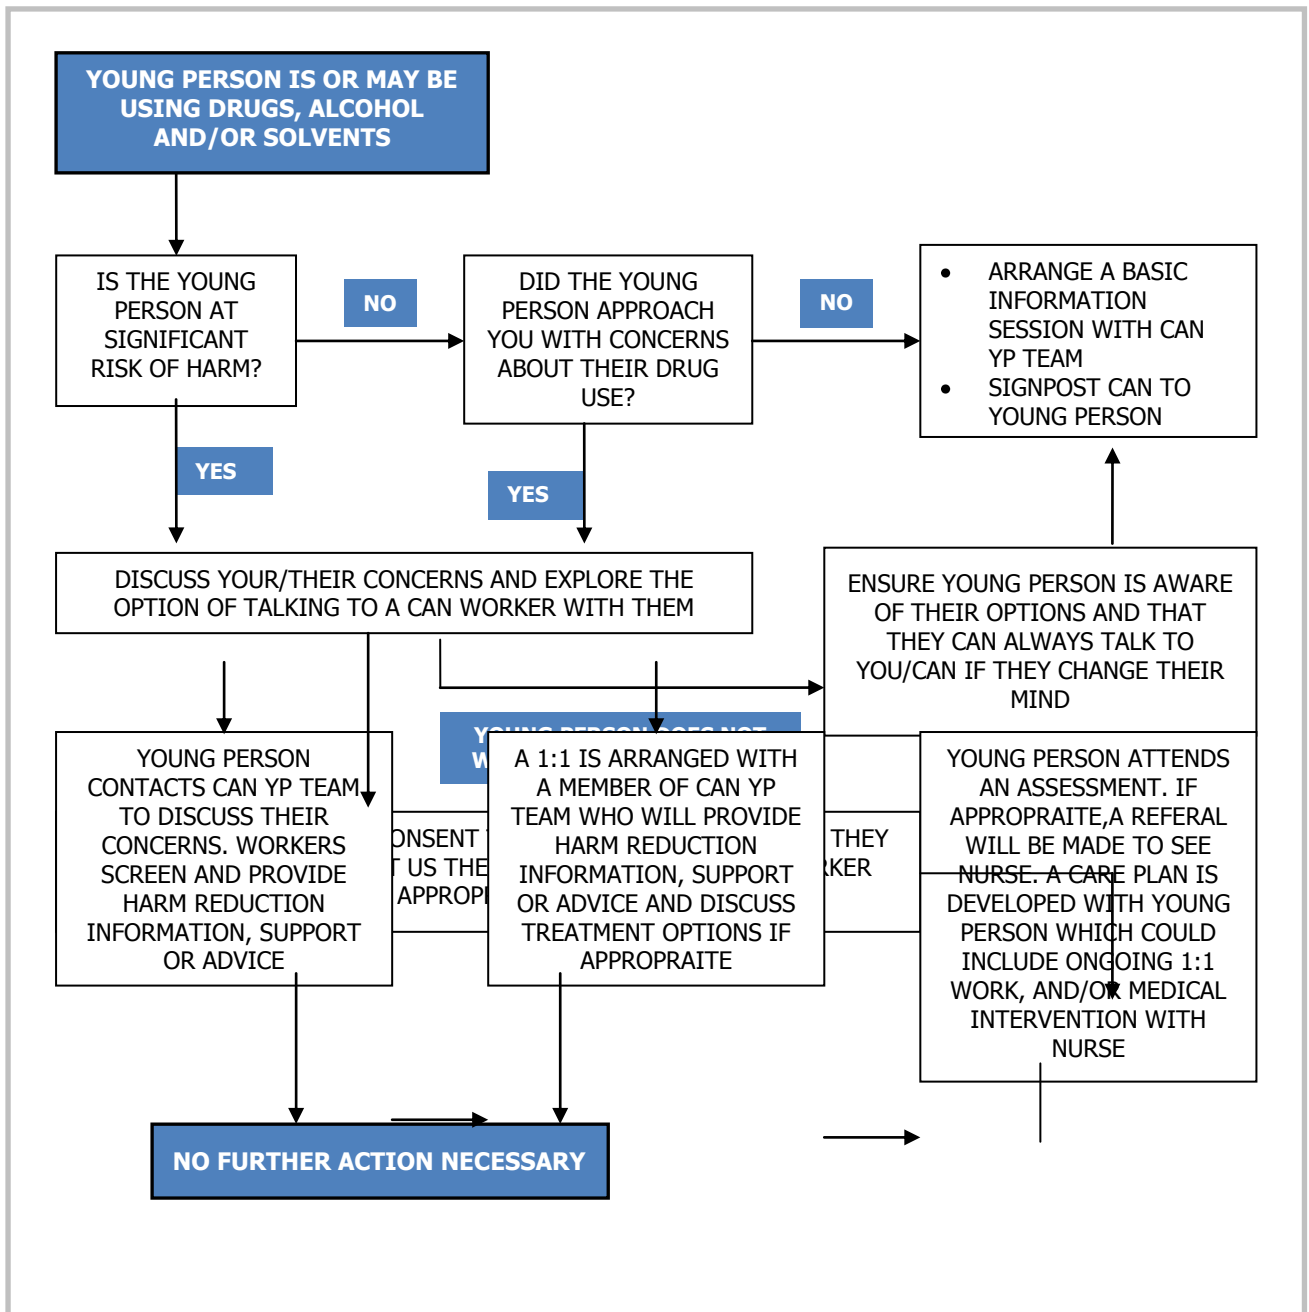 YOUNG PERSON IS OR MAY BE
USING DRUGS, ALCOHOL
AND/OR SOLVENTS
IS THE YOUNG
PERSON AT
SIGNIFICANT
RISK OF HARM?
NO
DID THE YOUNG
PERSON APPROACH
YOU WITH CONCERNS
ABOUT THEIR DRUG
USE?
NO
• ARRANGE A BASIC
INFORMATION
SESSION WITH CAN
YP TEAM
• SIGNPOST CAN TO
YOUNG PERSON
YES
YES
DISCUSS YOUR/THEIR CONCERNS AND EXPLORE THE
OPTION OF TALKING TO A CAN WORKER WITH THEM
ENSURE YOUNG PERSON IS AWARE
OF THEIR OPTIONS AND THAT
THEY CAN ALWAYS TALK TO
YOU/CAN IF THEY CHANGE THEIR
MIND
YOUNG PERSON DOES NOT
YOUNG PERSON
CONTACTS CAN YP TEAM
TO DISCUSS THEIR
CONCERNS. WORKERS
SCREEN AND PROVIDE
HARM REDUCTION
INFORMATION, SUPPORT
OR ADVICE
US THE
THEY
A 1:1 IS ARRANGED WITH
A MEMBER OF CAN YP
TEAM WHO WILL PROVIDE
HARM REDUCTION
INFORMATION, SUPPORT
OR ADVICE AND DISCUSS
TREATMENT OPTIONS IF
APPROPRAITE
YOUNG PERSON ATTENDS
AN ASSESSMENT. IF
APPROPRAITE,A REFERAL
WILL BE MADE TO SEE
NURSE. A CARE PLAN IS
DEVELOPED WITH YOUNG
PERSON WHICH COULD
INCLUDE ONGOING 1:1
WORK, AND/OR MEDICAL
INTERVENTION WITH
NURSE
NO FURTHER ACTION NECESSARY